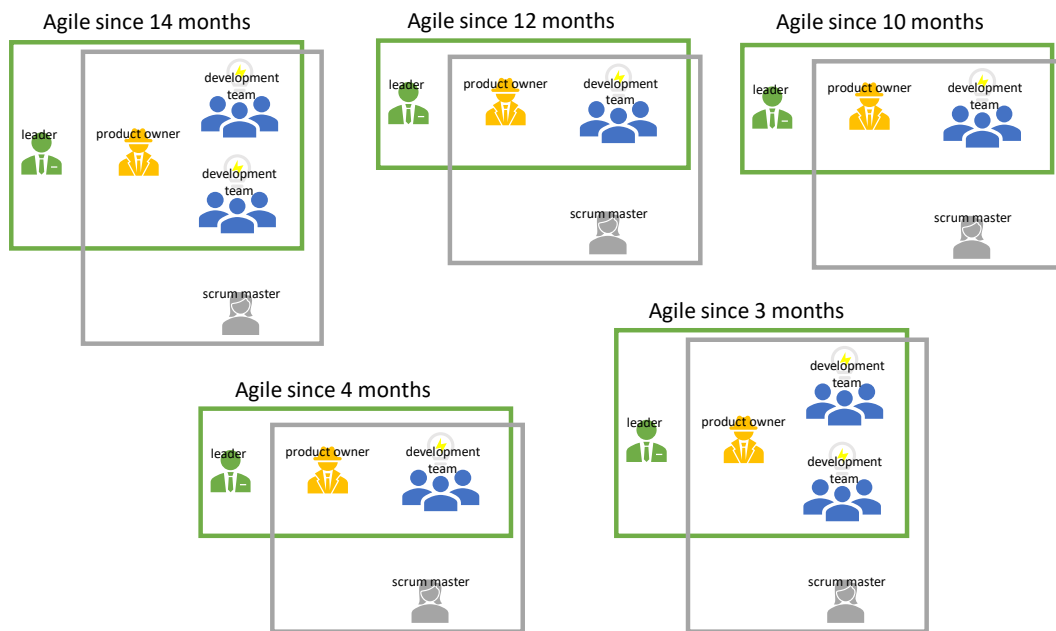 Agile since 14 months
leader
product owner
development
team
development
team
scrum master
Agile since 12 months
leader
product owner
development
team
scrum master
Agile since 10 months
leader
product owner
development
team
scrum master
Agile since 4 months
leader
product owner
development
team
scrum master
Agile since 3 months
leader
product owner
development
team
development
team
scrum master